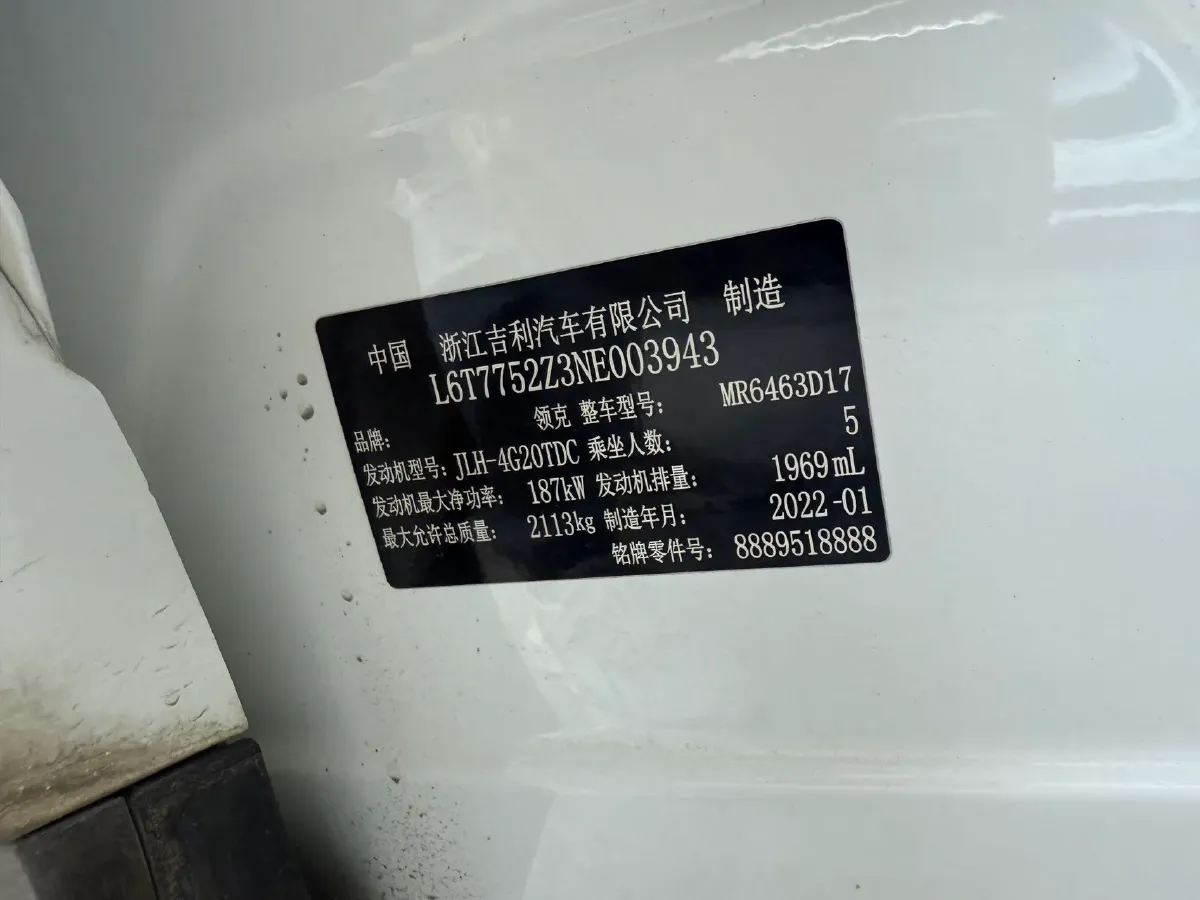 中国 浙江吉利汽车有限公司 制造
L6T7752Z3NE003943
品牌: 领克 整车型号: MR6463D17
发动机型号: JLH-4G20TDC 乘坐人数: 5
发动机最大净功率: 187kW 发动机排量: 1969mL
最大允许总质量: 2113kg 制造年月: 2022-01
铭牌零件号: 8889518888